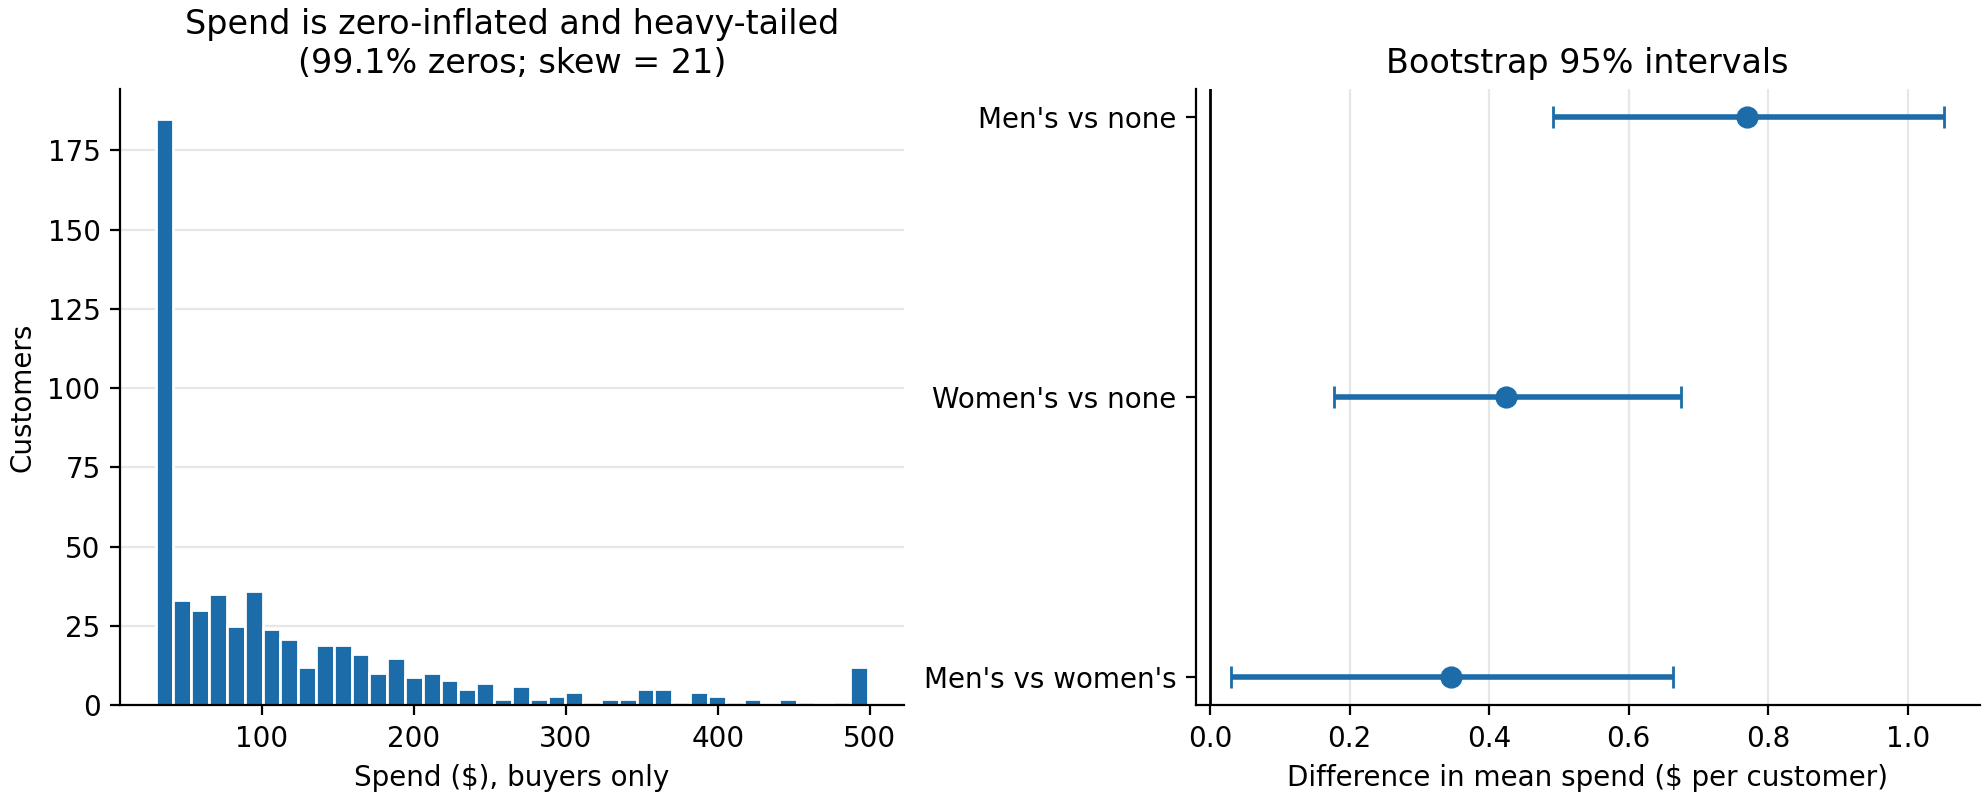 Spend is zero-inflated and heavy-tailed
(99.1% zeros; skew = 21)
Customers
175
150
125
100
75
50
25
0
100
200
300
400
500
Spend ($), buyers only
Bootstrap 95% intervals
Men's vs none
Women's vs none
Men's vs women's
0.0
0.2
0.4
0.6
0.8
1.0
Difference in mean spend ($ per customer)